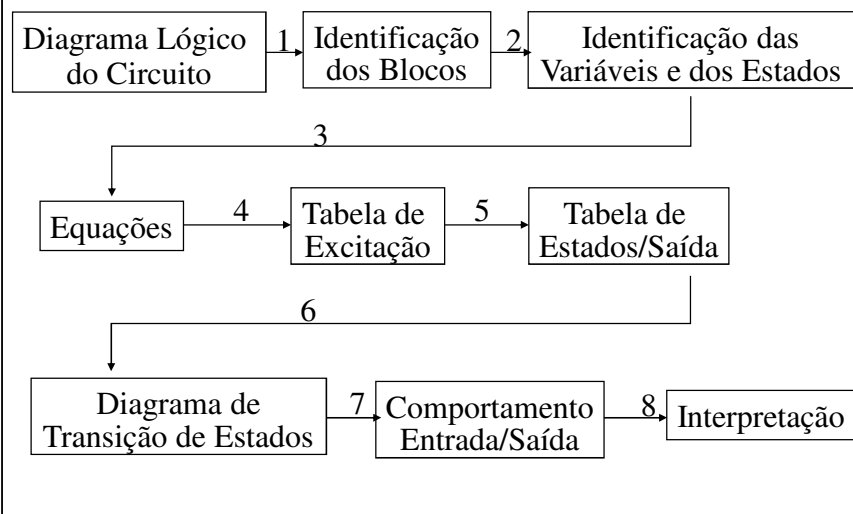 Diagrama Lógico
do Circuito
1
Identificação
dos Blocos
2
Identificação das
Variáveis e dos Estados
3
Equações
4
Tabela de
Excitação
5
Tabela de
Estados/Saída
6
Diagrama de
Transição de Estados
7
Comportamento
Entrada/Saída
8
Interpretação